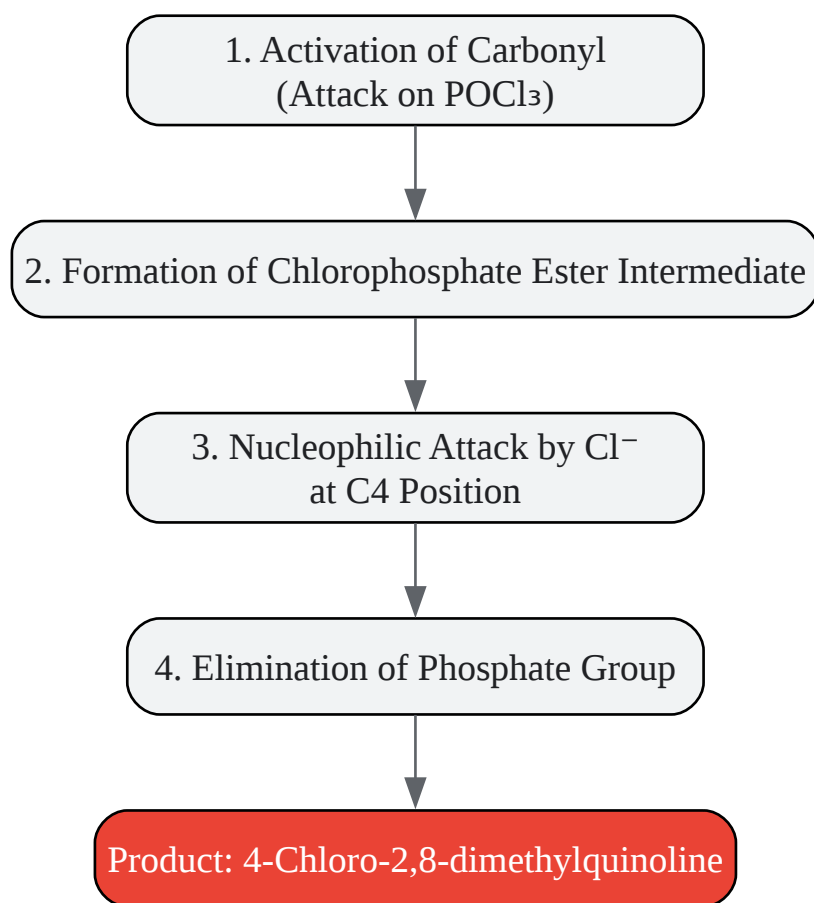 1. Activation of Carbonyl
(Attack on POCl₃)
2. Formation of Chlorophosphate Ester Intermediate
3. Nucleophilic Attack by Cl⁻
at C4 Position
4. Elimination of Phosphate Group
Product: 4-Chloro-2,8-dimethylquinoline